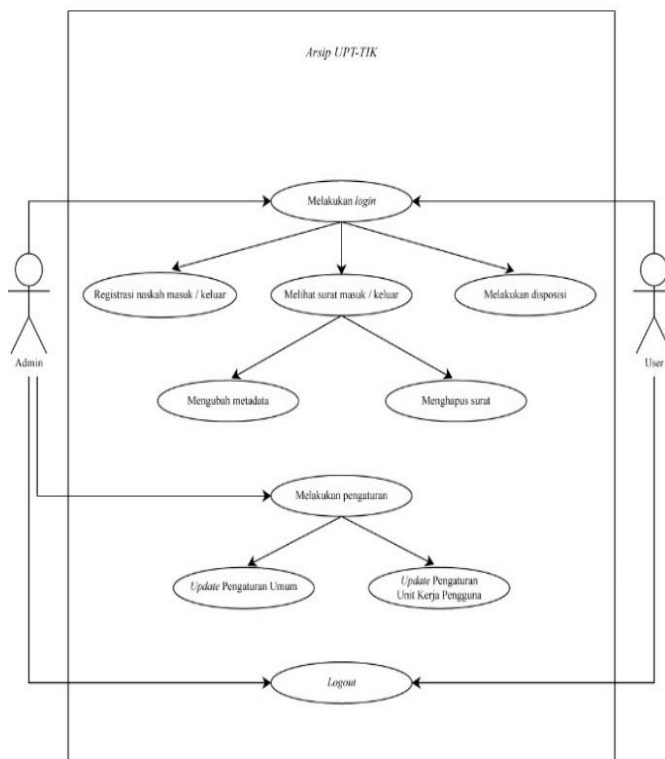 Arsip UPT-TIK
Melakukan login
Registrasi naskah masuk / keluar
Melihat surat masuk / keluar
Melakukan disposisi
Admin
User
Mengubah metadata
Menghapus surat
Melakukan pengaturan
Update Pengaturan Umum
Update Pengaturan
Unit Kerja Pengguna
Logout